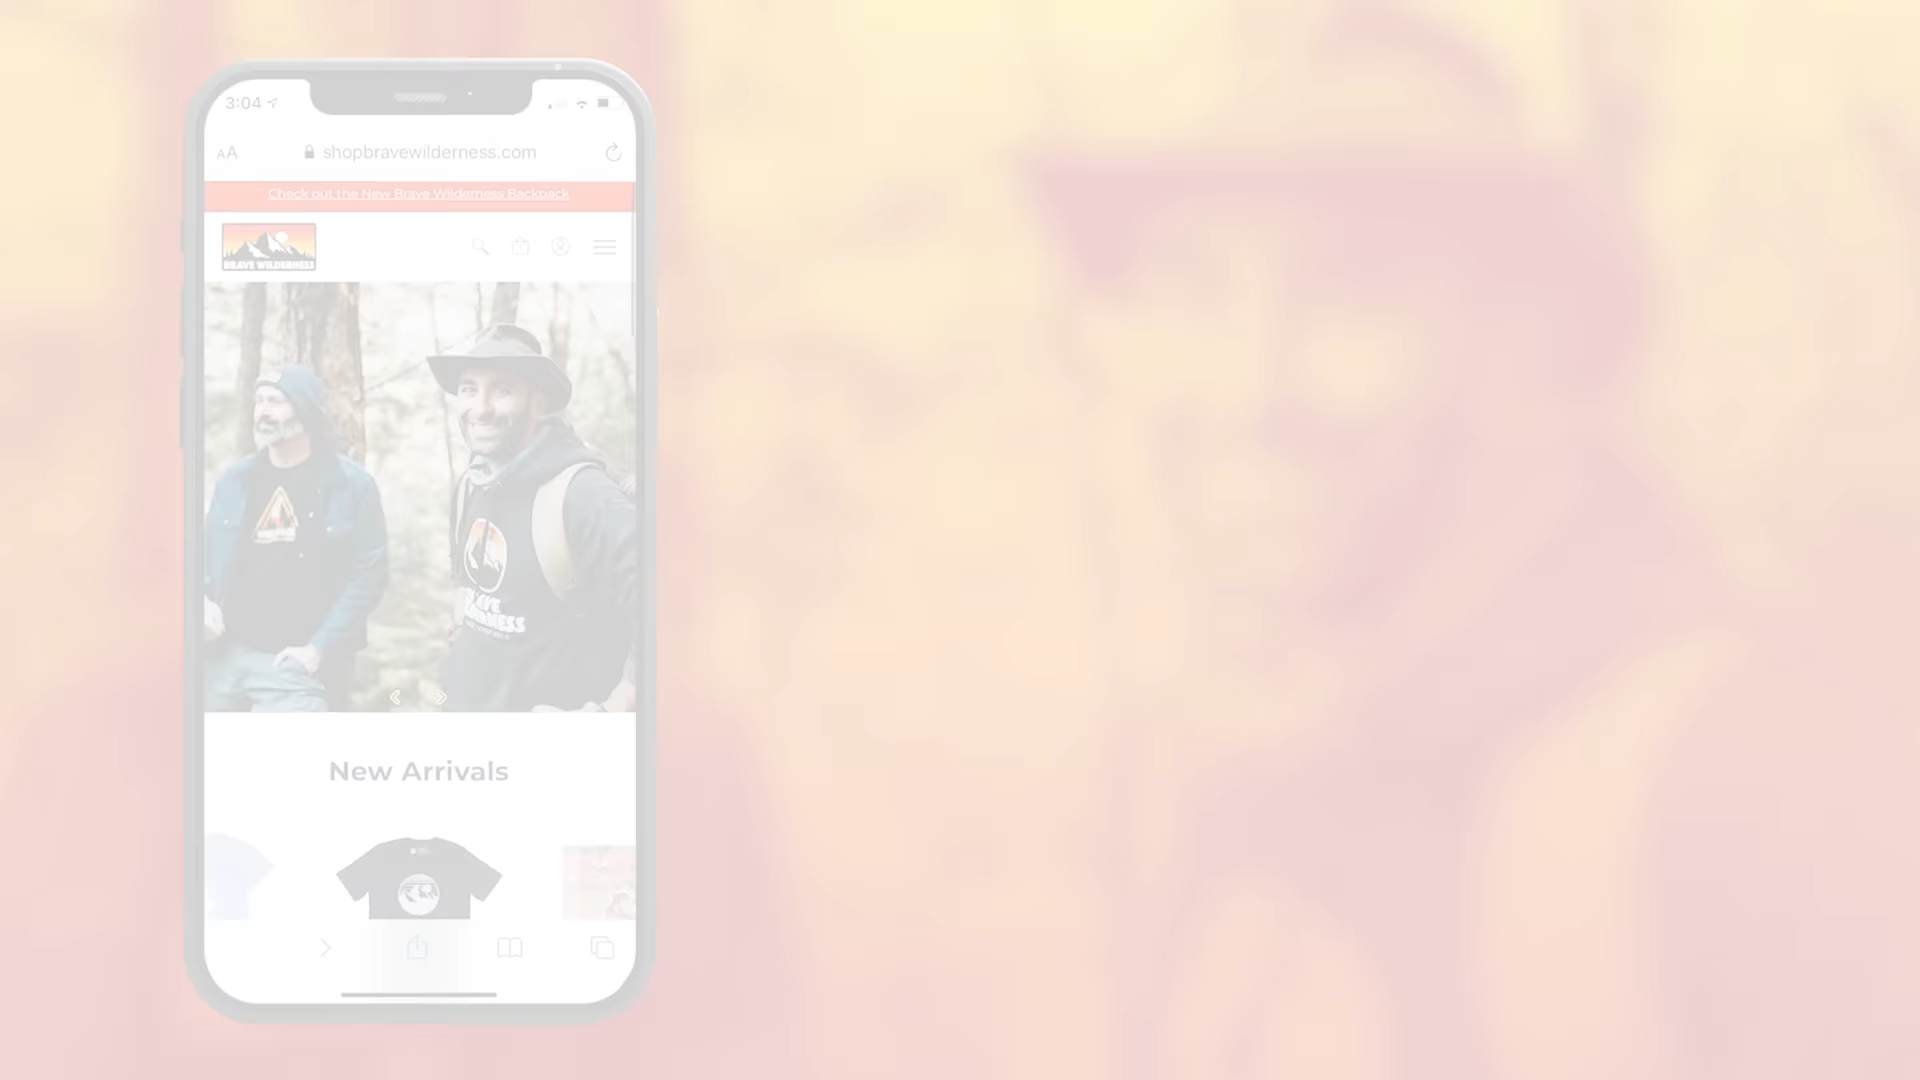 3:04
AA shopbravewilderness.com
Check out the New Brave Wilderness Backpack
BRAVE WILDERNESS
New Arrivals